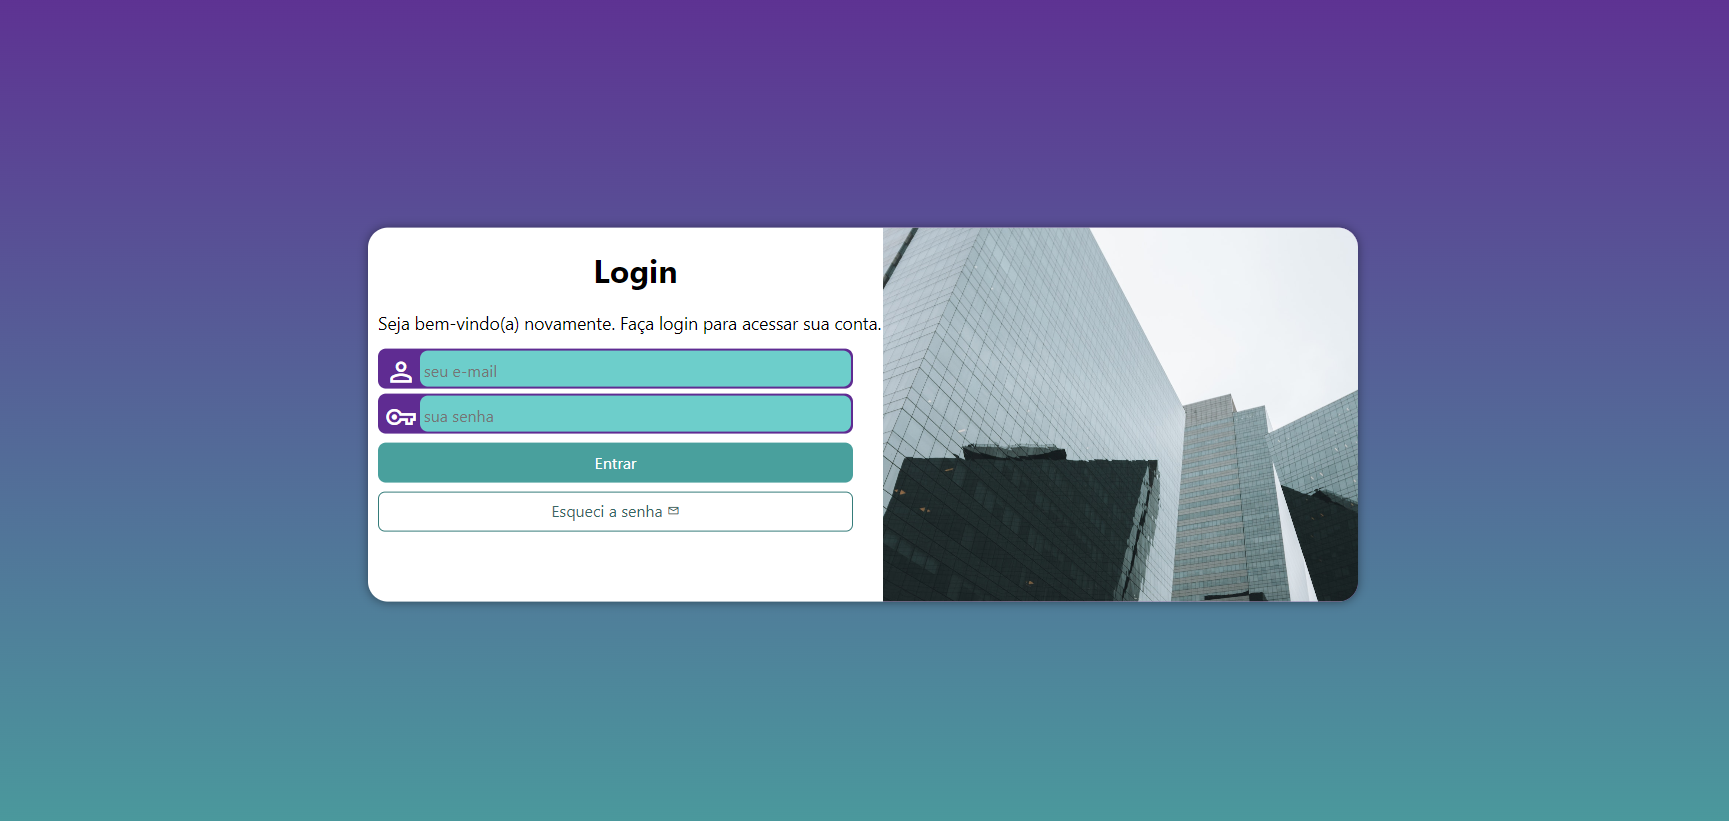 Login
Seja bem-vindo(a) novamente. Faça login para acessar sua conta.
seu e-mail
sua senha
Entrar
Esqueci a senha